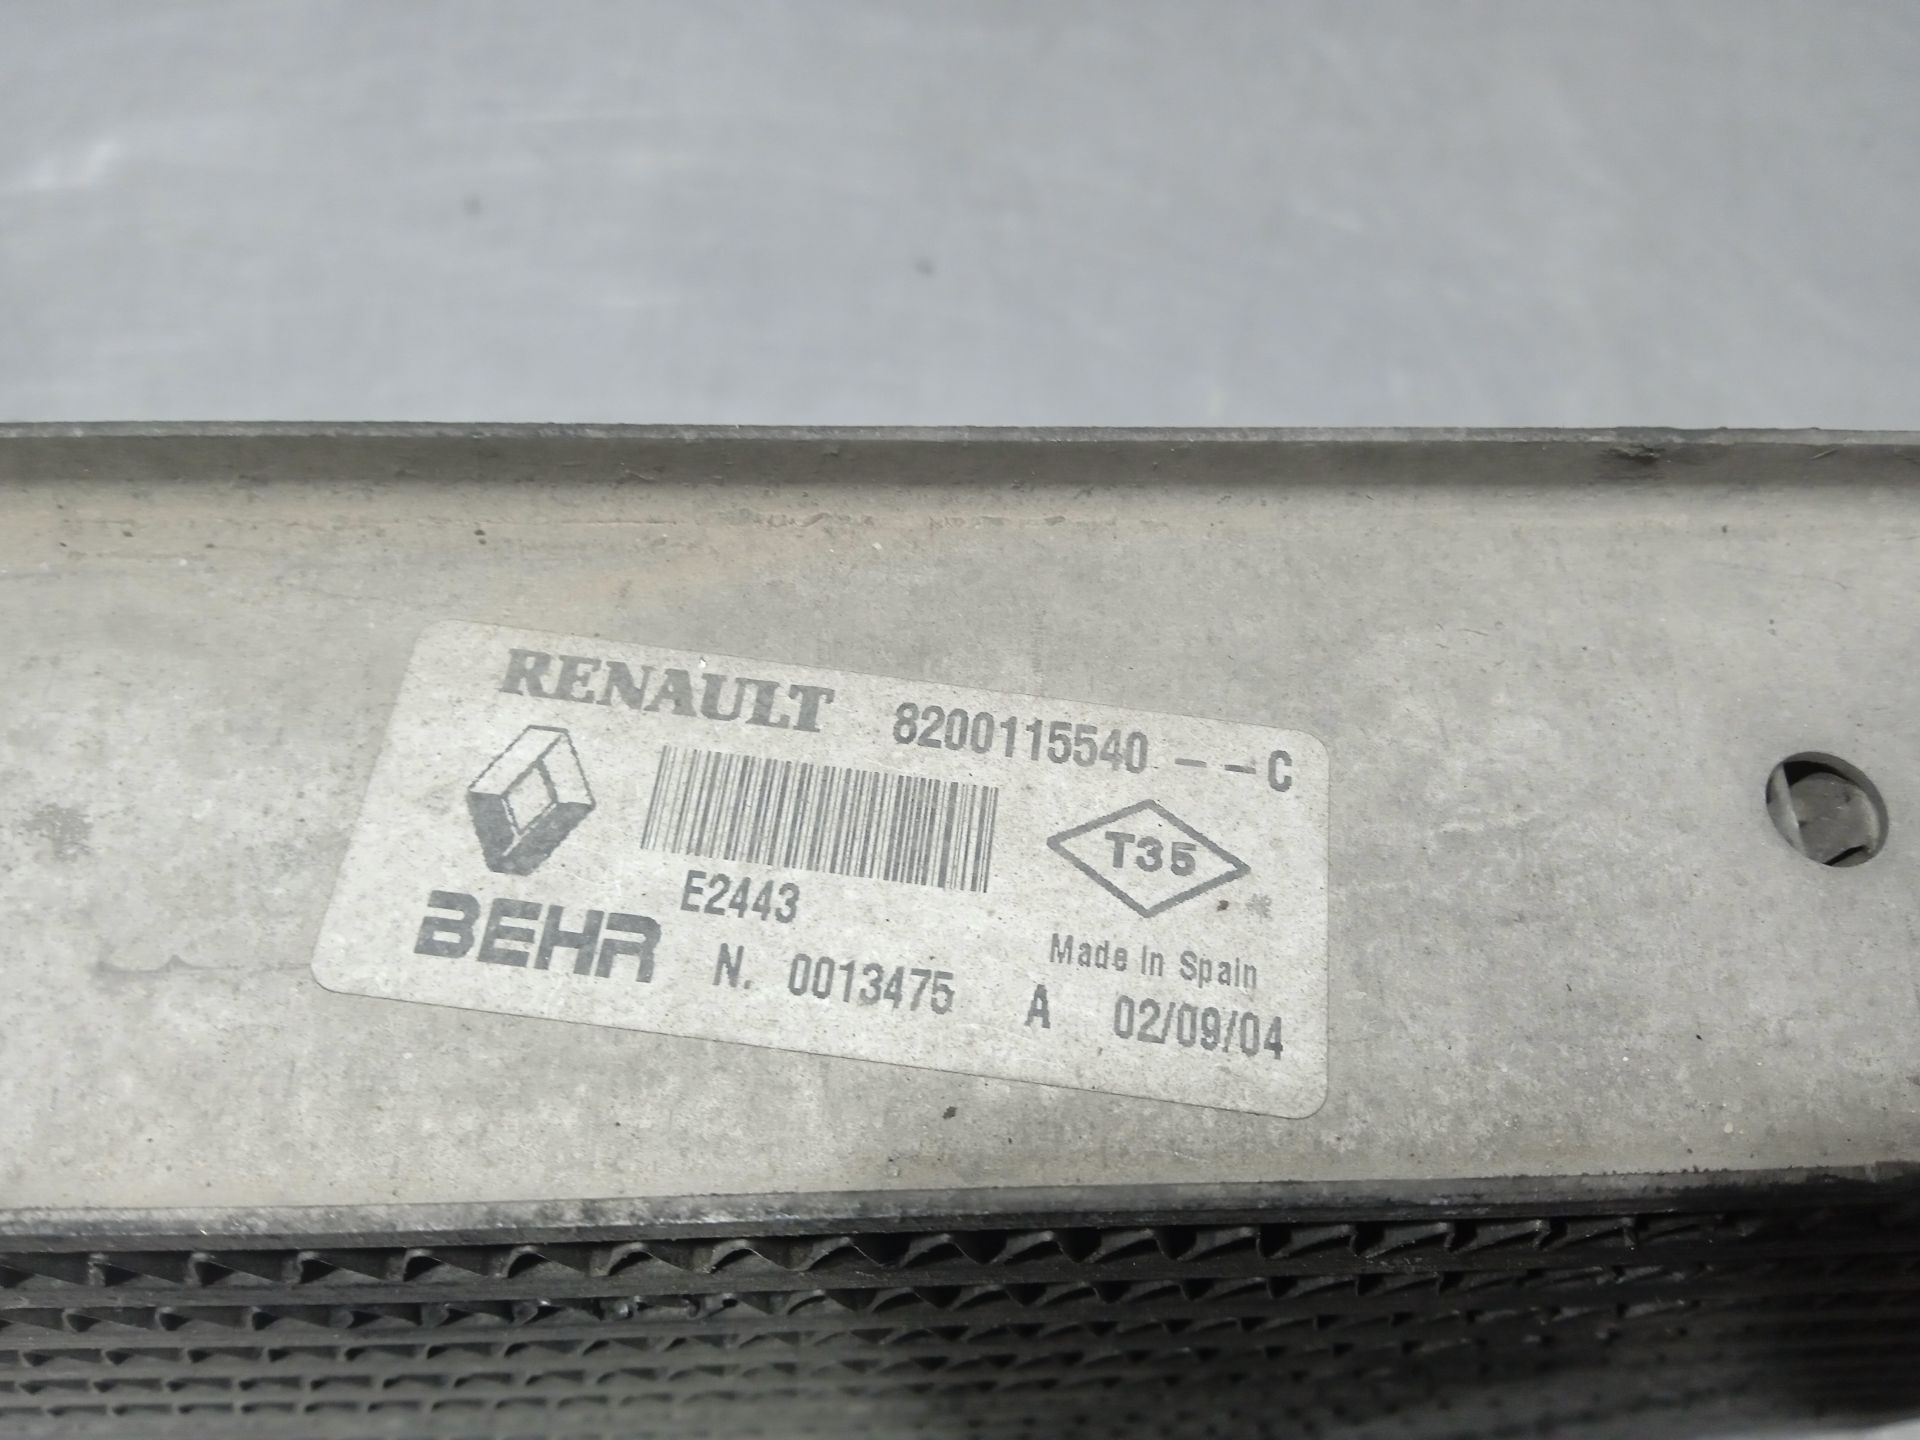 RENAULT 8200115540 - - C
T35
E2443
BEHR N. 0013475 A 02/09/04
Made In Spain